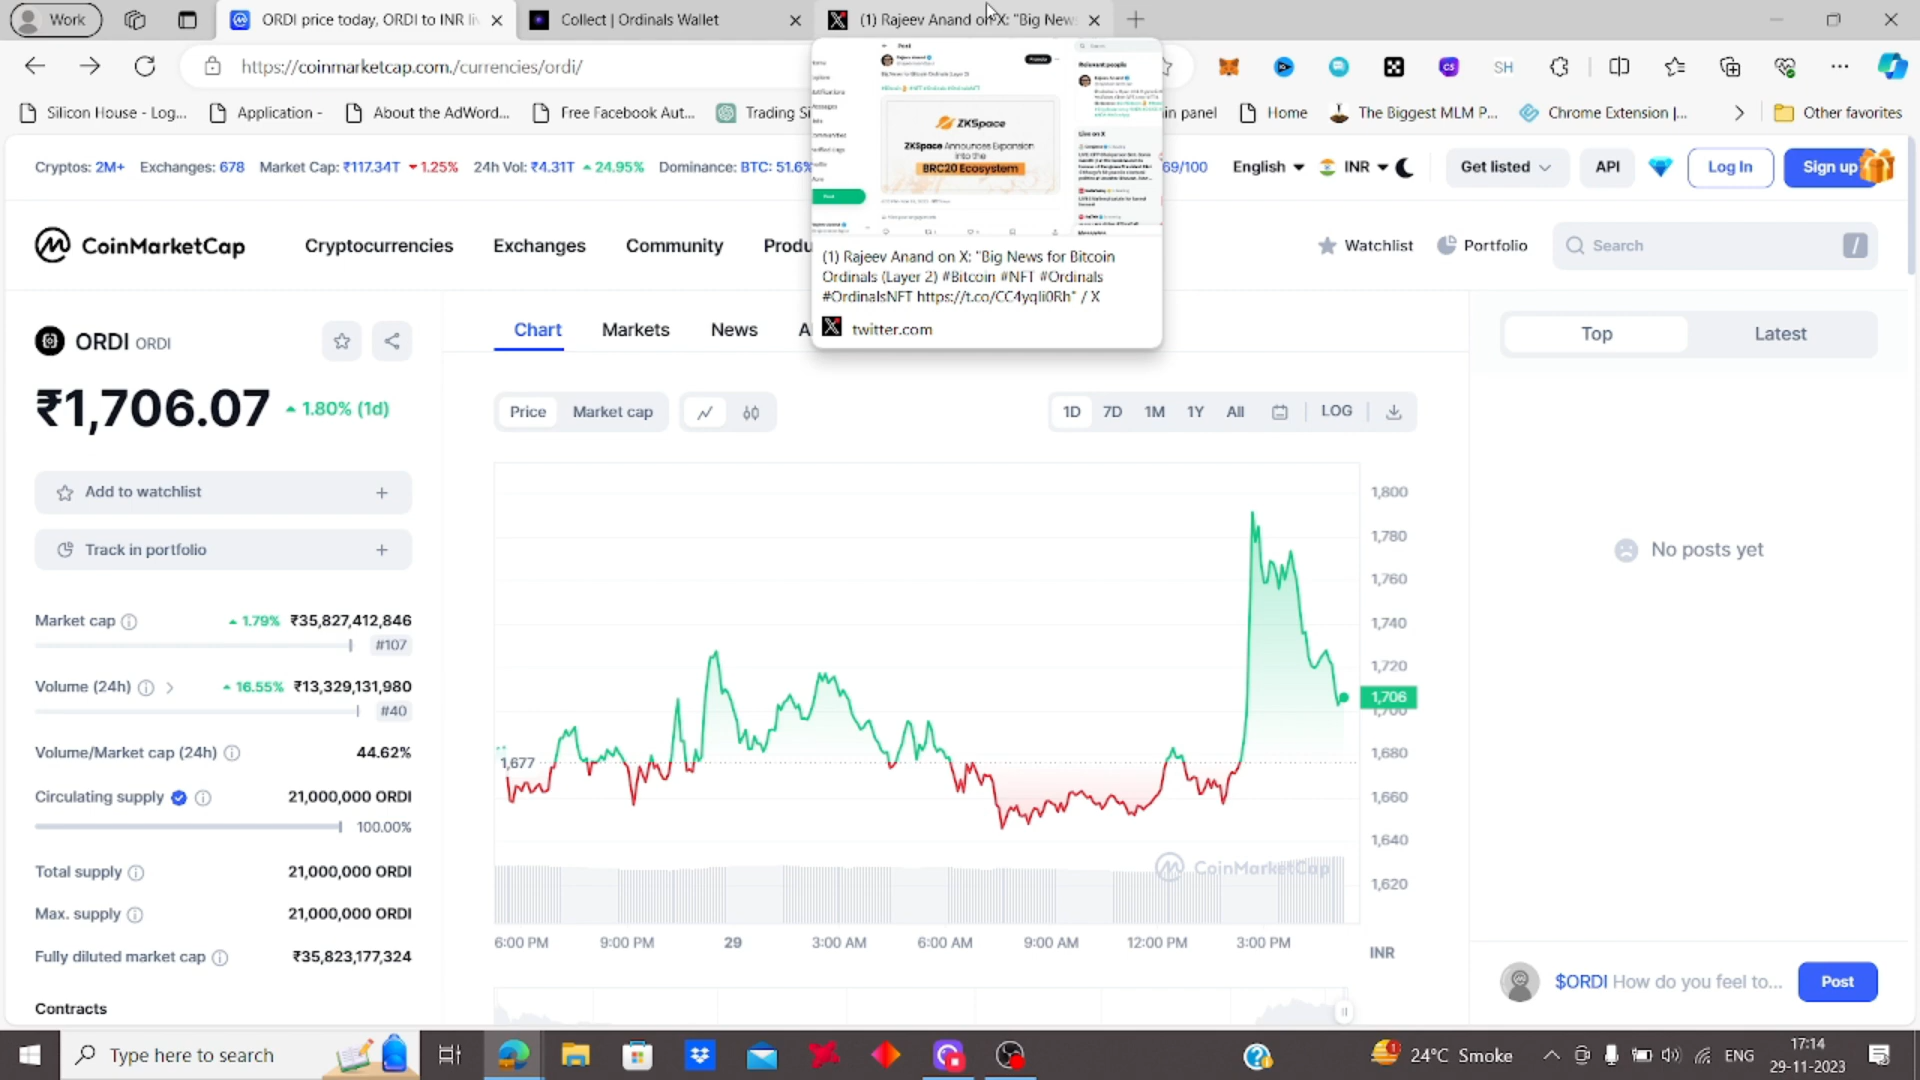 Work
ORDI price today, ORDI to INR li
Collect | Ordinals Wallet
(1) Rajeev Anand on X: "Big New
https://coinmarketcap.com./currencies/ordi/
SH
Silicon House - Log...
Application -
About the AdWord...
Free Facebook Aut...
Trading Si
in panel
Home
The Biggest MLM P...
Chrome Extension |...
Other favorites
Post
ZKSpace
ZKSpace Announces Expansion
into the
BRC20 Ecosystem
Relevant people
(1) Rajeev Anand on X: "Big News for Bitcoin
Ordinals (Layer 2) #Bitcoin #NFT #Ordinals
#OrdinalsNFT https://t.co/CC4yqli0Rh" / X
twitter.com
Cryptos: 2M+ Exchanges: 678 Market Cap: ₹117.34T 1.25% 24h Vol: ₹4.31T 24.95% Dominance: BTC: 51.6%
69/100
English
INR
Get listed
API
Log In
Sign up
CoinMarketCap
Cryptocurrencies
Exchanges
Community
Produ
Watchlist
Portfolio
Search
/
ORDI ORDI
₹1,706.07 1.80% (1d)
Add to watchlist +
Track in portfolio +
Market cap 1.79% ₹35,827,412,846
#107
Volume (24h) 16.55% ₹13,329,131,980
#40
Volume/Market cap (24h) 44.62%
Circulating supply 21,000,000 ORDI
100.00%
Total supply 21,000,000 ORDI
Max. supply 21,000,000 ORDI
Fully diluted market cap ₹35,823,177,324
Contracts
Chart
Markets
News
A
Price
Market cap
1D 7D 1M 1Y All LOG
1,800
1,780
1,760
1,740
1,720
1,706
1,700
1,680
1,660
1,640
1,620
1,677
CoinMarketCap
6:00 PM 9:00 PM 29 3:00 AM 6:00 AM 9:00 AM 12:00 PM 3:00 PM
INR
Top
Latest
No posts yet
$ORDI How do you feel to...
Post
Type here to search
24°C Smoke
ENG
17:14
29-11-2023